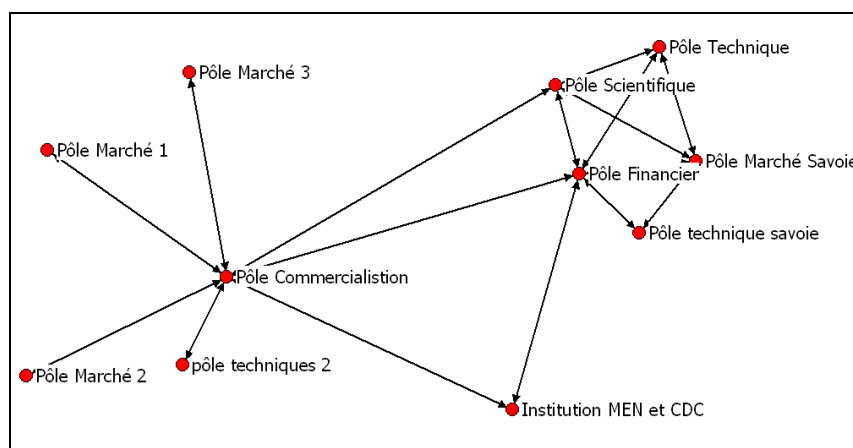 Pôle Technique
Pôle Marché 3
Pôle Scientifique
Pôle Marché 1
Pôle Marché Savoie
Pôle Financier
Pôle technique savoie
Pôle Commercialistion
pôle techniques 2
Pôle Marché 2
Institution MEN et CDC